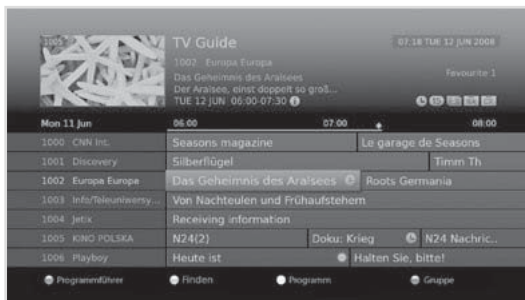 1005
TV Guide
07:18 TUE 12 JUN 2008
1002 Europa Europa
Das Geheimnis des Aralsees
Favourite 1
Der Aralsee, einst doppelt so groß...
TUE 12 JUN 06:00-07:30
Mon 11 Jun 06:00 07:00 08:00
1000 CNN Int. Seasons magazine Le garage de Seasons
1001 Discovery Silberflügel Timm Th
1002 Europa Europe Das Geheimnis des Aralsees Roots Germania
1003 Info/Teleuniwersy... Von Nachteulen und Frühaufstehern
1004 Jetix Receiving information
1005 KINO POLSKA N24(2) Doku: Krieg N24 Nachric..
1006 Playboy Heute ist Halten Sie, bitte!
Programmführer Finden Programm Gruppe